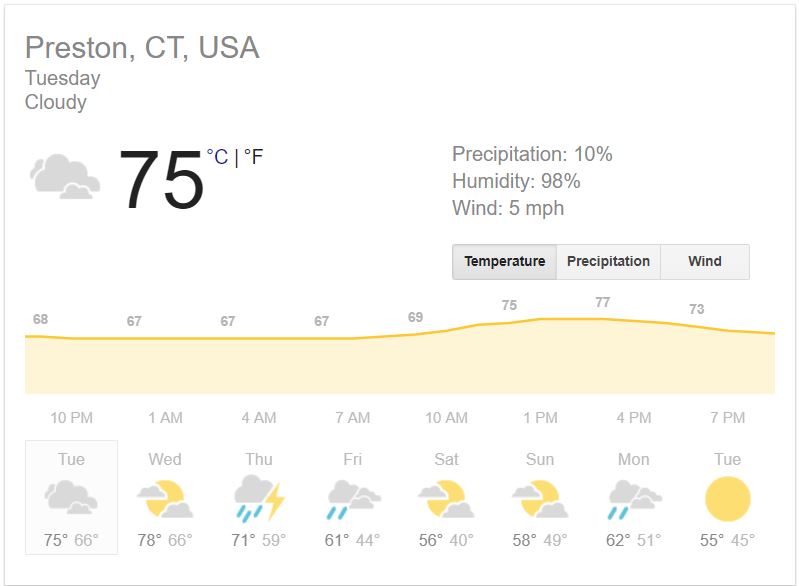 Preston, CT, USA
Tuesday
Cloudy
75 °C | °F
Precipitation: 10%
Humidity: 98%
Wind: 5 mph
Temperature Precipitation Wind
68 67 67 67 69 75 77 73
10 PM 1 AM 4 AM 7 AM 10 AM 1 PM 4 PM 7 PM
Tue Wed Thu Fri Sat Sun Mon Tue
75° 66° 78° 66° 71° 59° 61° 44° 56° 40° 58° 49° 62° 51° 55° 45°